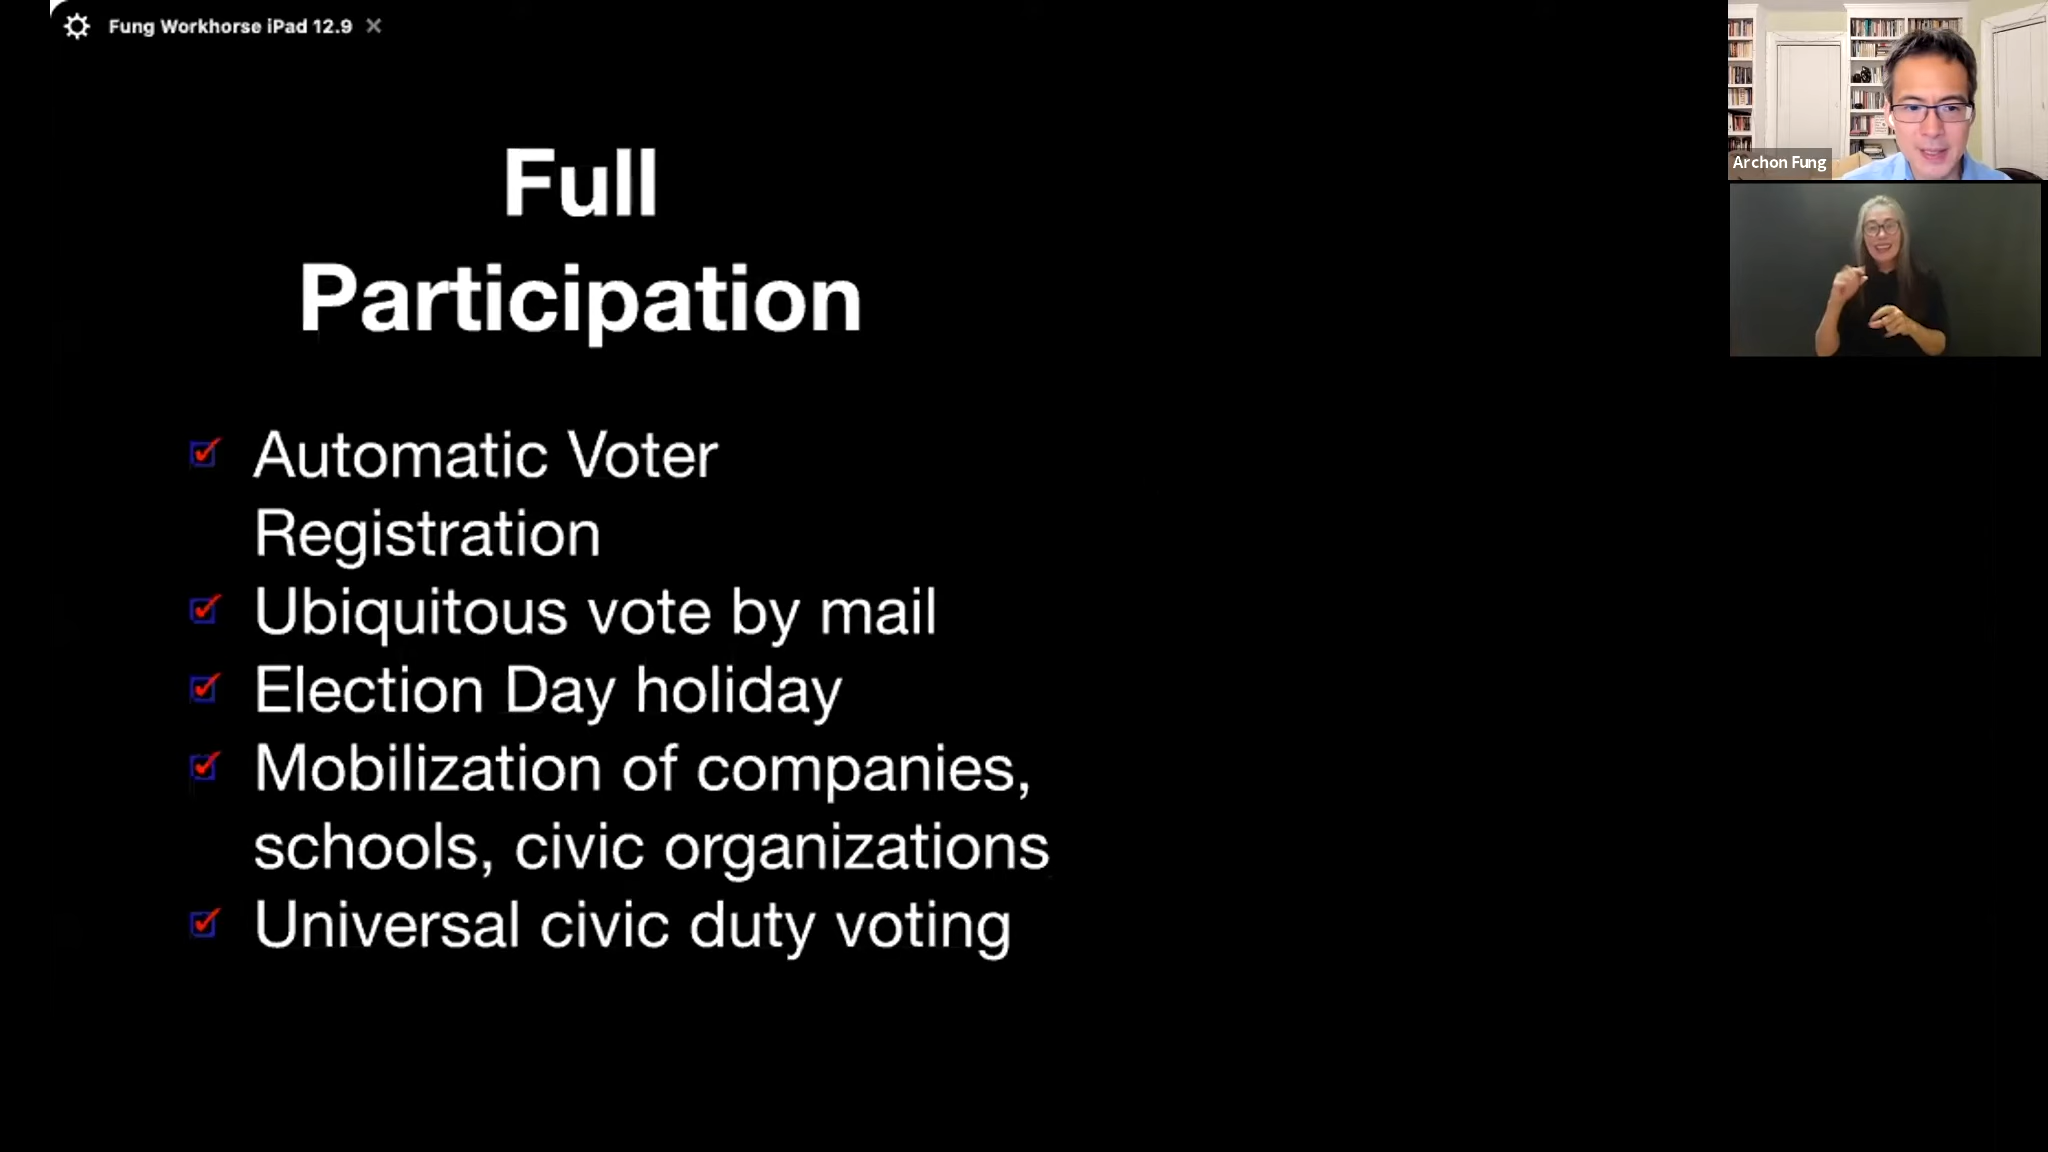 Fung Workhorse iPad 12.9
Archon Fung
Full
Participation
Automatic Voter
Registration
Ubiquitous vote by mail
Election Day holiday
Mobilization of companies,
schools, civic organizations
Universal civic duty voting